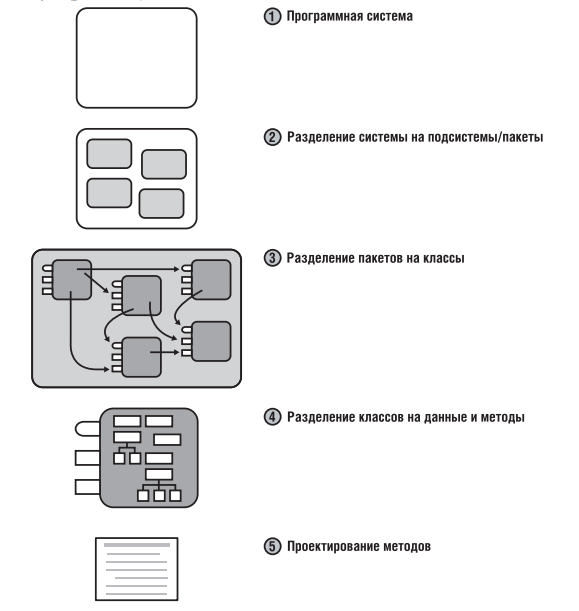 1 Программная система
2 Разделение системы на подсистемы/пакеты
3 Разделение пакетов на классы
4 Разделение классов на данные и методы
5 Проектирование методов